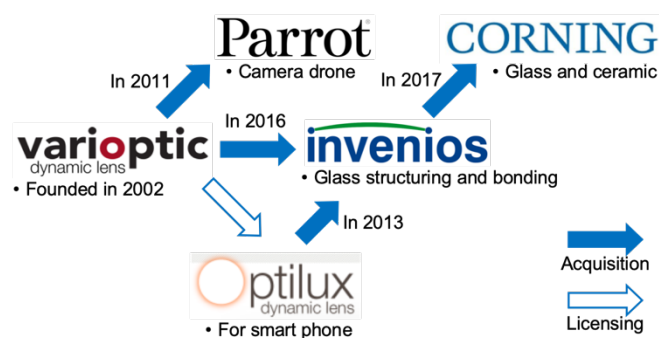 Parrot
• Camera drone
CORNING
• Glass and ceramic
In 2011
In 2017
varioptic
dynamic lens
• Founded in 2002
In 2016
invenios
• Glass structuring and bonding
In 2013
Optilux
dynamic lens
• For smart phone
Acquisition
Licensing